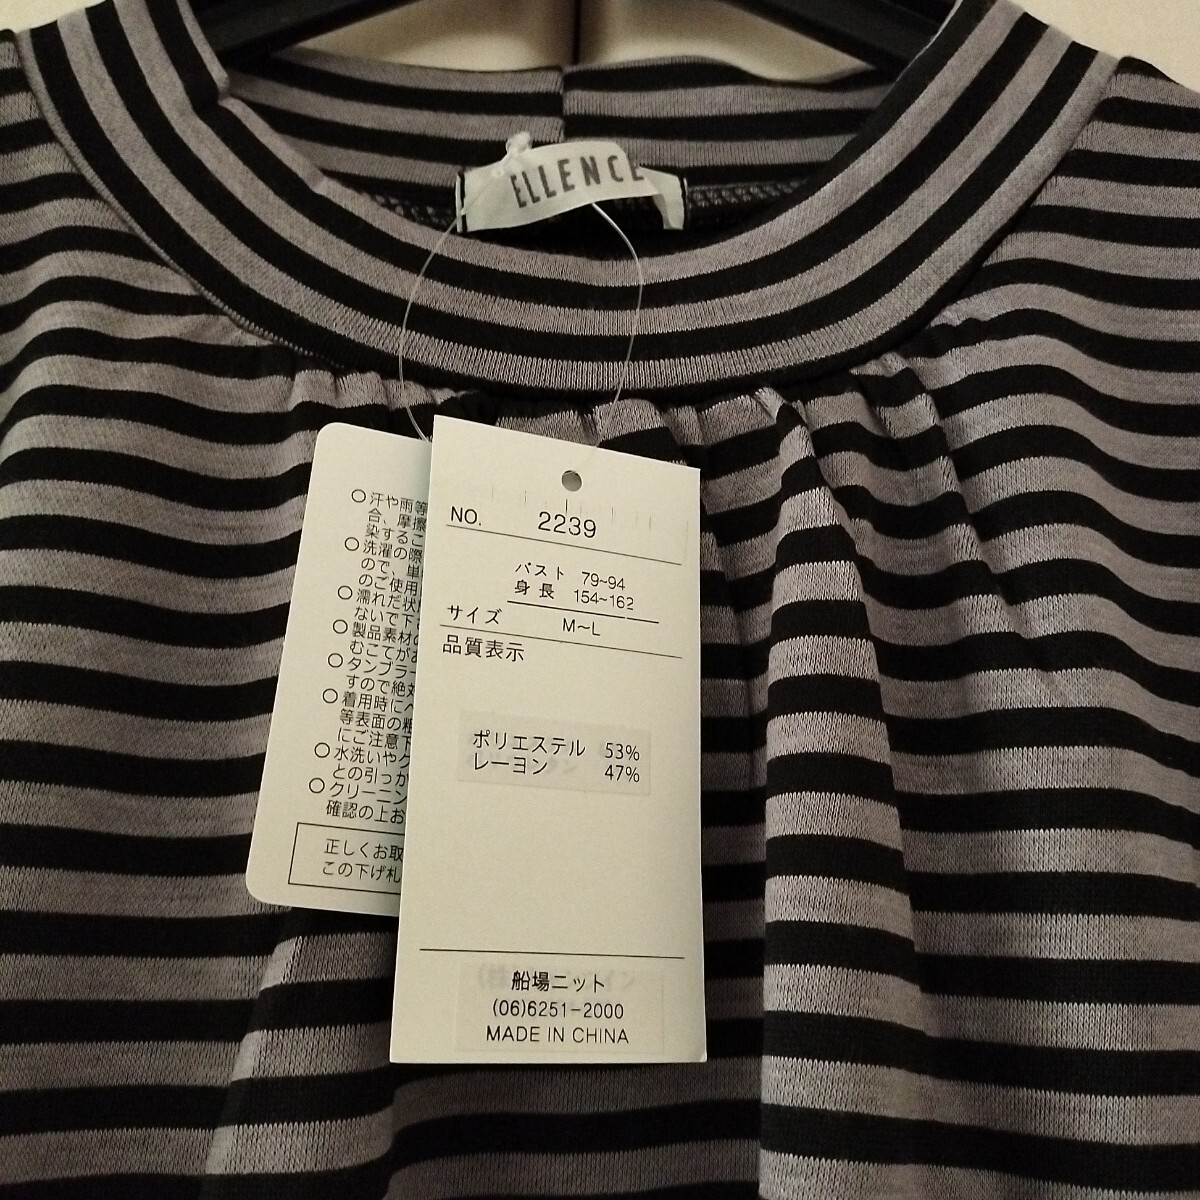 ELLENCE
NO. 2239
バスト 79~94
身長 154~162
サイズ M~L
品質表示
ポリエステル 53%
レーヨン 47%
船場ニット
(06)6251-2000
MADE IN CHINA
○汗や雨等
合、摩擦
染するこ
○洗濯の際
ので、単
のご使用
○濡れた状
ないで下
○製品素材
むこてがあ
○タンブラー
すので絶対
○着用時に
等表面の粗
にご注意下
○水洗いやク
との引っか
○クリーニン
確認の上お
正しくお取
この下げ札